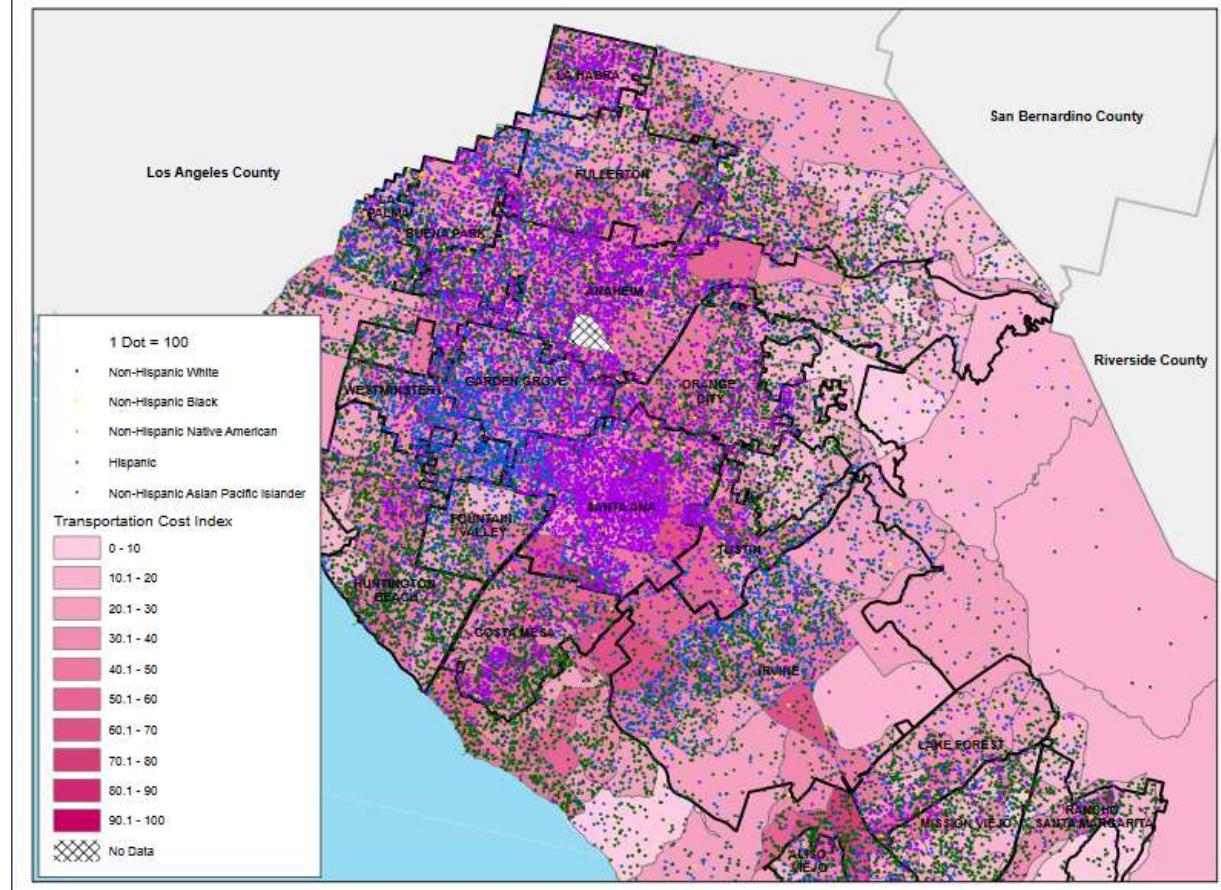 San Bernardino County
Los Angeles County
Riverside County
LA HABRA
FULLERTON
LA
PALMA
BUENA PARK
ANAHEIM
WESTMINSTER
GARDEN GROVE
ORANGE
CITY
SANTA ANA
FOUNTAIN
VALLEY
TUSTIN
HUNTINGTON
BEACH
COSTA MESA
IRVINE
LAKE FOREST
MISSION VIEJO
RANCHO
SANTA MARGARITA
ALISO
VIEJO
1 Dot = 100
Non-Hispanic White
Non-Hispanic Black
Non-Hispanic Native American
Hispanic
Non-Hispanic Asian Pacific Islander
Transportation Cost Index
0 - 10
10.1 - 20
20.1 - 30
30.1 - 40
40.1 - 50
50.1 - 60
60.1 - 70
70.1 - 80
80.1 - 90
90.1 - 100
No Data